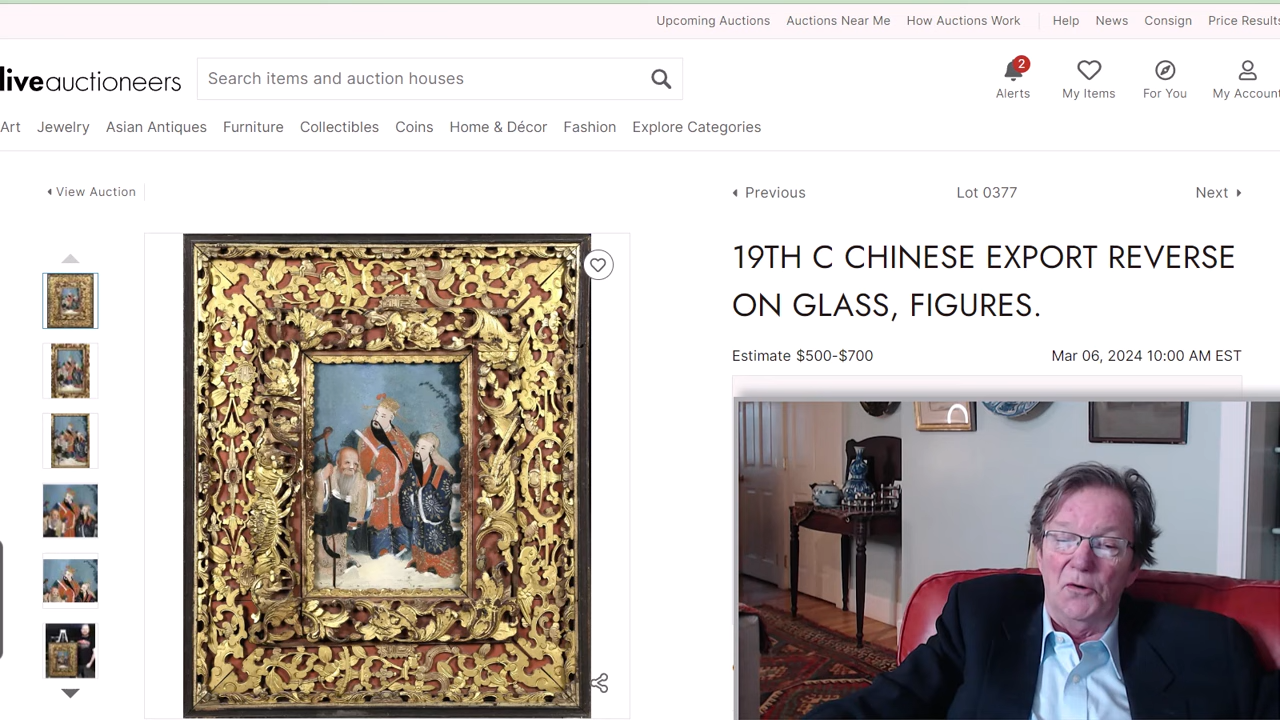 Upcoming Auctions Auctions Near Me How Auctions Work Help News Consign Price Results
liveauctioneers
Search items and auction houses
2
Alerts My Items For You My Account
Art Jewelry Asian Antiques Furniture Collectibles Coins Home & Décor Fashion Explore Categories
View Auction
Previous Lot 0377 Next
19TH C CHINESE EXPORT REVERSE
ON GLASS, FIGURES.
Estimate $500-$700 Mar 06, 2024 10:00 AM EST